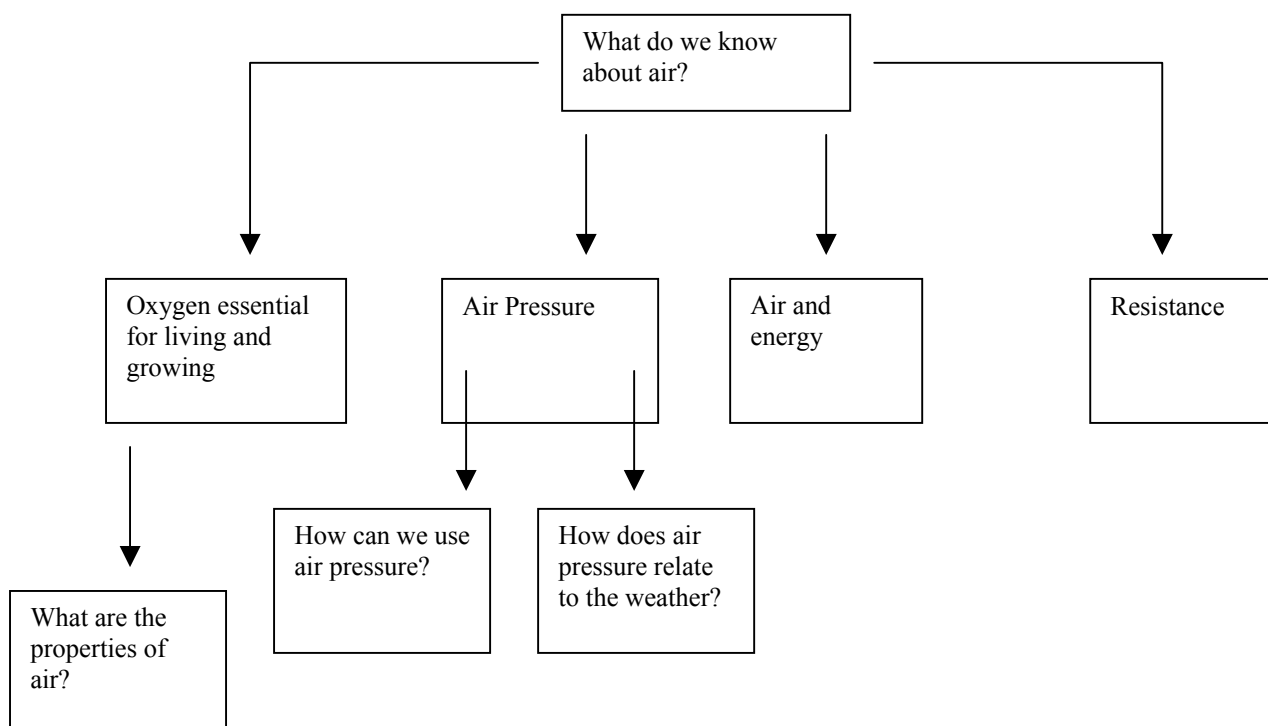 What do we know
about air?
Oxygen essential
for living and
growing
Air Pressure
Air and
energy
Resistance
How can we use
air pressure?
How does air
pressure relate
to the weather?
What are the
properties of
air?